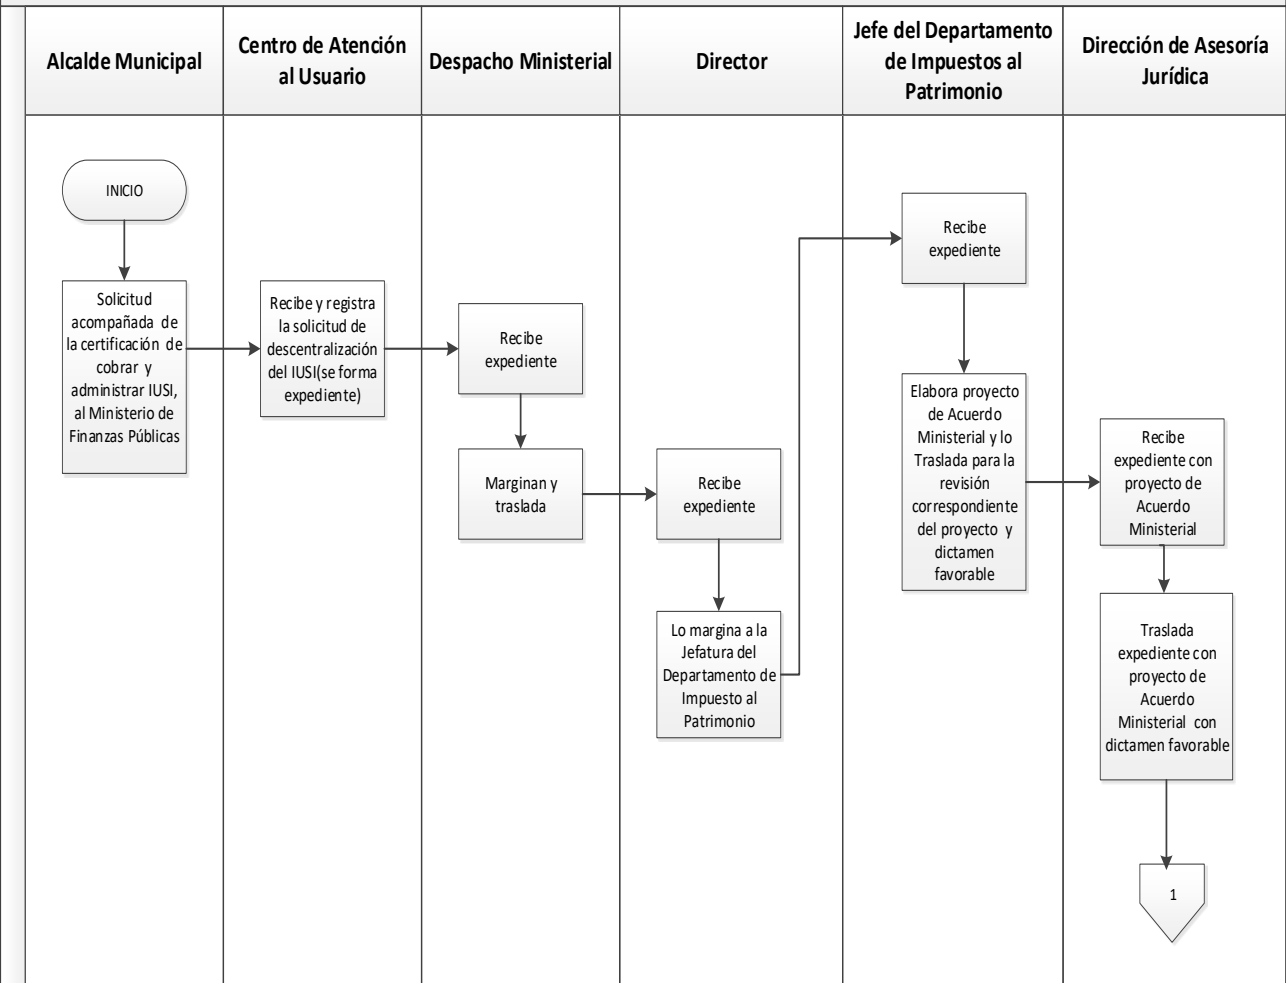 Alcalde Municipal
Centro de Atención
al Usuario
Despacho Ministerial
Director
Jefe del Departamento
de Impuestos al
Patrimonio
Dirección de Asesoría
Jurídica
INICIO
Solicitud
acompañada de
la certificación de
cobrar y
administrar IUSI,
al Ministerio de
Finanzas Públicas
Recibe y registra
la solicitud de
descentralización
del IUSI(se forma
expediente)
Recibe
expediente
Marginan y
traslada
Recibe
expediente
Lo margina a la
Jefatura del
Departamento de
Impuesto al
Patrimonio
Recibe
expediente
Elabora proyecto
de Acuerdo
Ministerial y lo
Traslada para la
revisión
correspondiente
del proyecto y
dictamen
favorable
Recibe
expediente con
proyecto de
Acuerdo
Ministerial
Traslada
expediente con
proyecto de
Acuerdo
Ministerial con
dictamen favorable
1